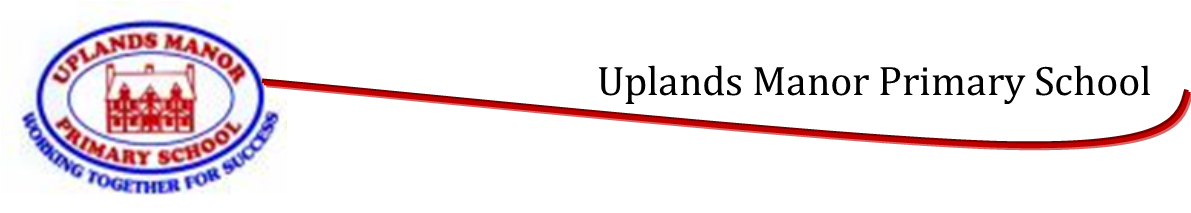 UPLANDS MANOR
PRIMARY SCHOOL
WORKING TOGETHER FOR SUCCESS
Uplands Manor Primary School